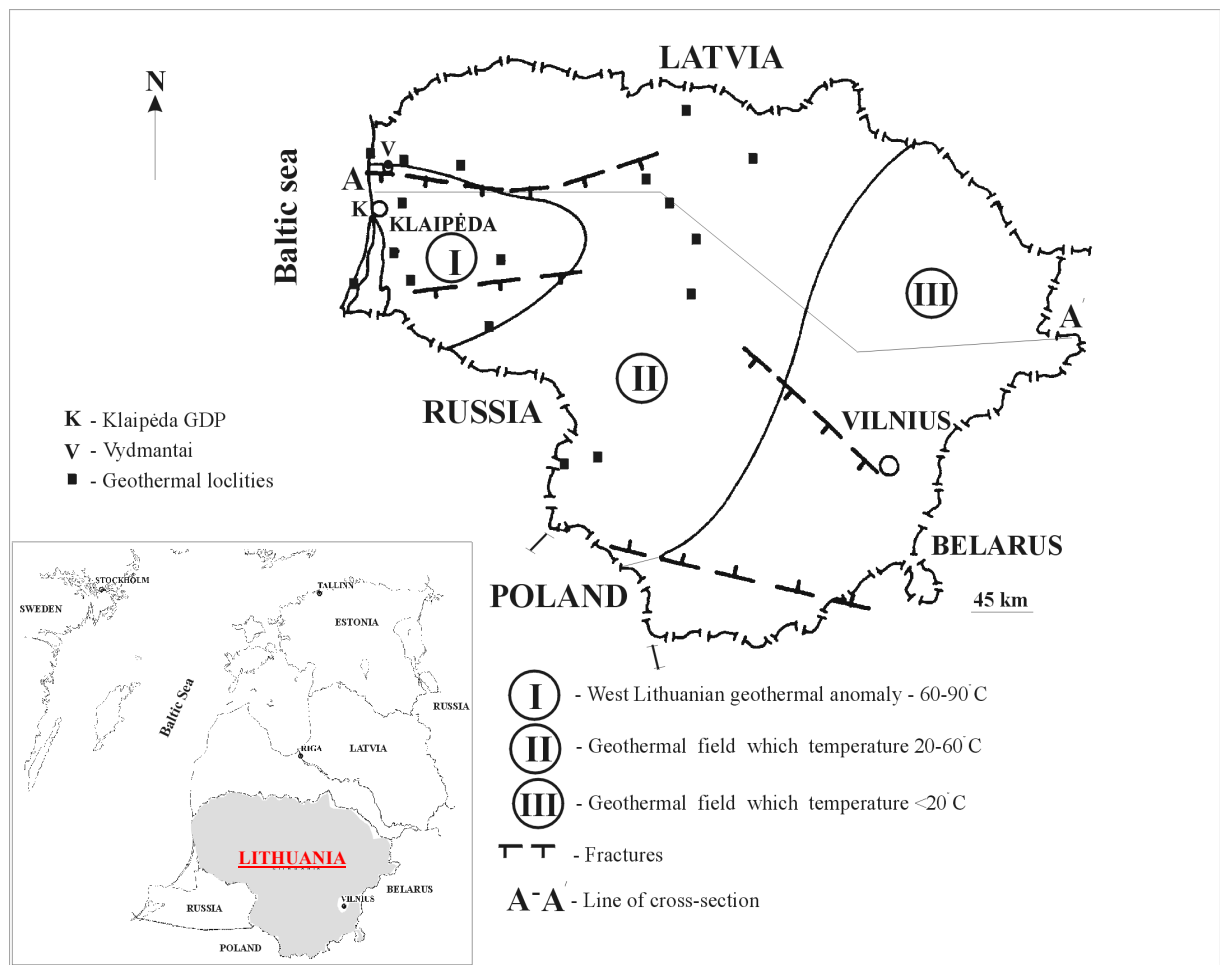 LATVIA
N
Baltic sea
V
A
K
KLAIPĖDA
I
III
A'
II
RUSSIA
VILNIUS
K - Klaipėda GDP
V - Vydmantai
- Geothermal loclities
BELARUS
POLAND
45 km
STOCKHOLM
SWEDEN
TALLINN
ESTONIA
Baltic Sea
RUSSIA
RIGA
LATVIA
LITHUANIA
BELARUS
VILNIUS
RUSSIA
POLAND
I - West Lithuanian geothermal anomaly - 60-90°C
II - Geothermal field which temperature 20-60°C
III - Geothermal field which temperature <20°C
- Fractures
A-A' - Line of cross-section